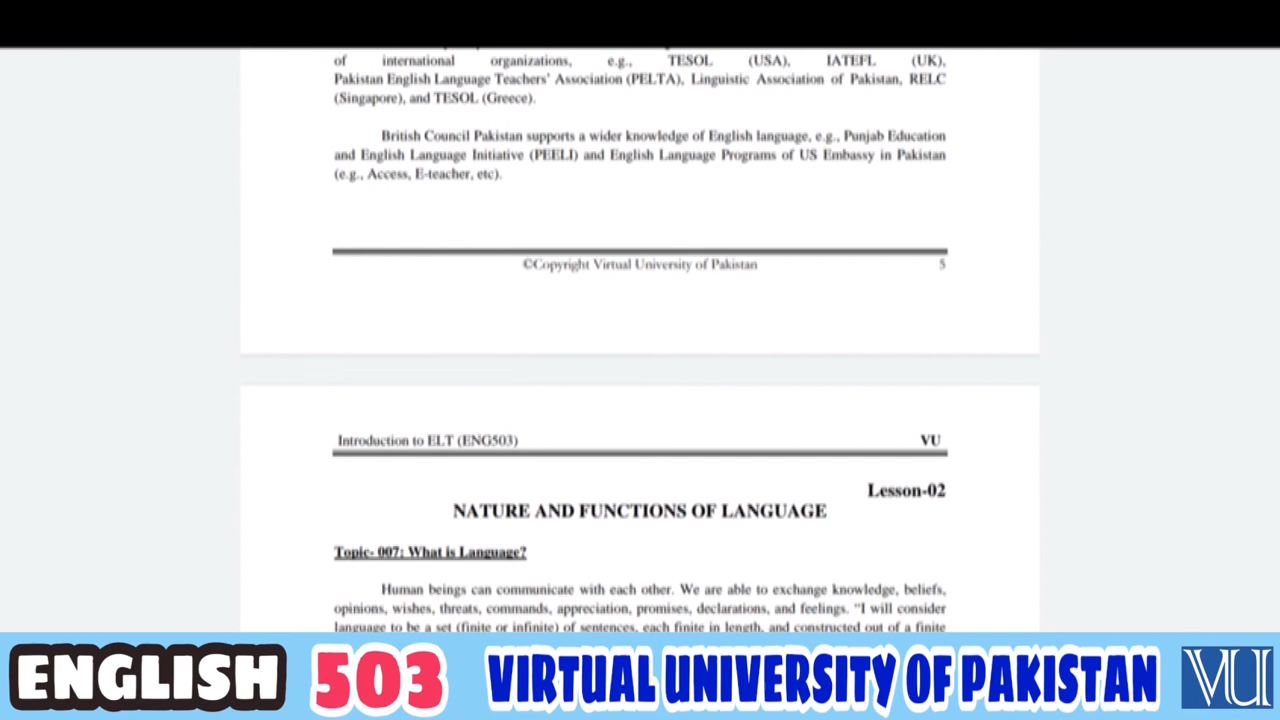 of international organizations, e.g., TESOL (USA), IATEFL (UK),
Pakistan English Language Teachers' Association (PELTA), Linguistic Association of Pakistan, RELC
(Singapore), and TESOL (Greece).
British Council Pakistan supports a wider knowledge of English language, e.g., Punjab Education
and English Language Initiative (PEELI) and English Language Programs of US Embassy in Pakistan
(e.g., Access, E-teacher, etc).
©Copyright Virtual University of Pakistan 5
Introduction to ELT (ENG503) VU
Lesson-02
NATURE AND FUNCTIONS OF LANGUAGE
Topic- 007: What is Language?
Human beings can communicate with each other. We are able to exchange knowledge, beliefs,
opinions, wishes, threats, commands, appreciation, promises, declarations, and feelings. "I will consider
language to be a set (finite or infinite) of sentences, each finite in length, and constructed out of a finite
ENGLISH 503 VIRTUAL UNIVERSITY OF PAKISTAN VU